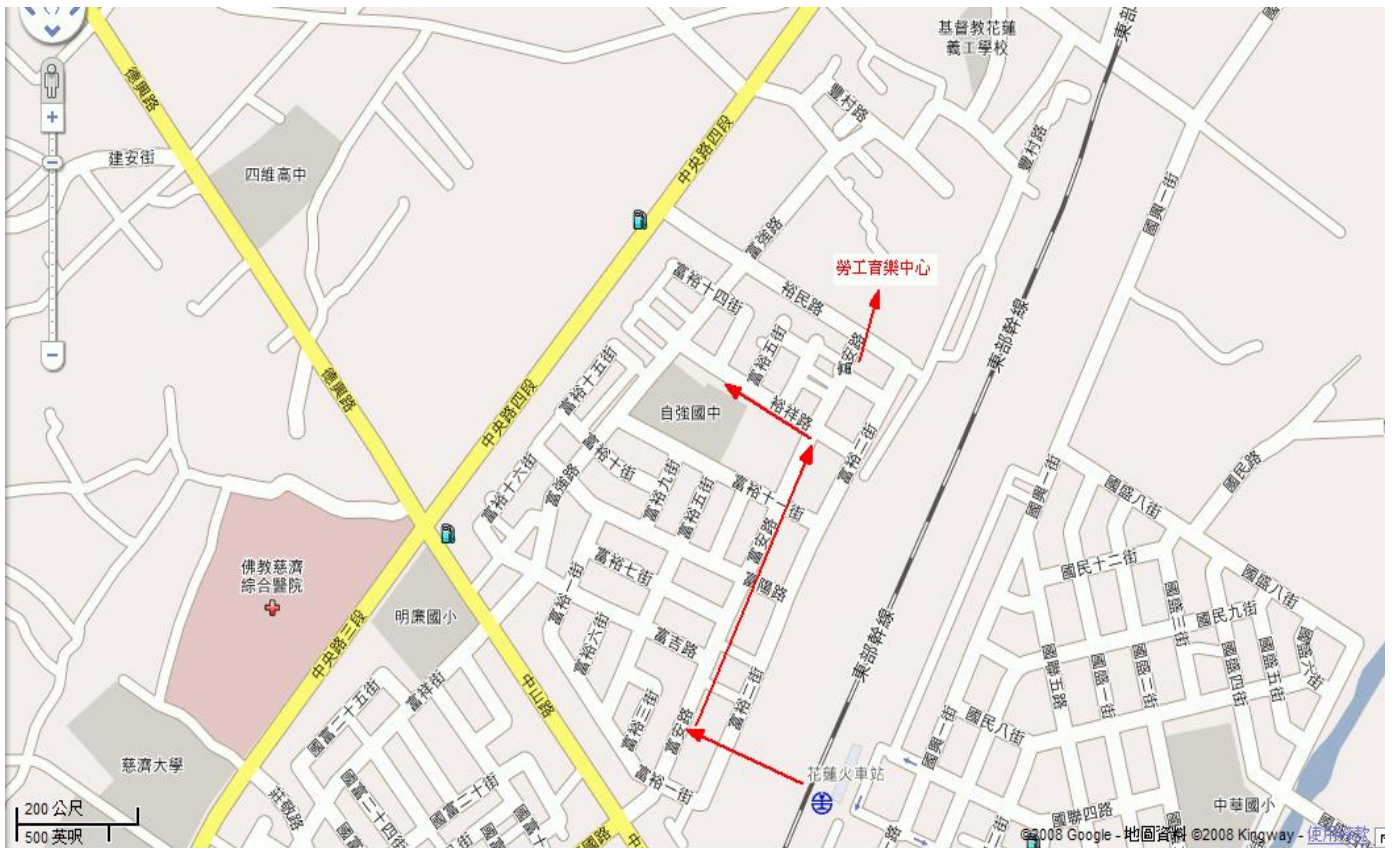 基督教花蓮
義工學校
東部
國
德興路
豐村路
中央路四段
豐村路
建安街
四維高中
國興一街
富強路
勞工育樂中心
富裕十四街
裕民路
東部幹線
富安路
富裕五街
德興路
富裕十五街
裕祥路
自強國中
中央路四段
富裕二街
富裕十街
富裕九街
富裕五街
富裕十一街
富裕十六街
富強路
國興一街
國民路
國盛八街
富安路
佛教慈濟
綜合醫院
富裕七街
富陽路
國民十二街
國盛八街
明廉國小
富裕一街
國盛三街
國民九街
中央路三段
富裕六街
富吉路
東部幹線
國聯五路
國盛一街
國盛二街
國盛四街
國盛五街
國盛六街
富祥街
中山路
富裕三街
富安路
富裕二街
國富二十五街
國興一街
國民八街
慈濟大學
富裕一街
花蓮火車站
莊敬路
國富二十四街
國富二十街
國富十
國聯四路
中華國小
200 公尺
500 英呎
©2008 Google - 地圖資料 ©2008 Kingway - 使用條款